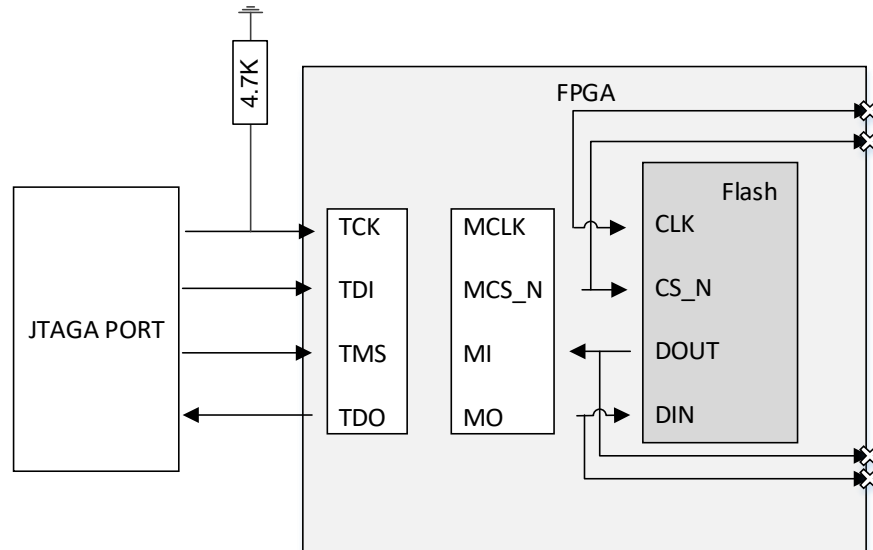 4.7K
FPGA
Flash
JTAGA PORT
TCK
TDI
TMS
TDO
MCLK
MCS_N
MI
MO
CLK
CS_N
DOUT
DIN